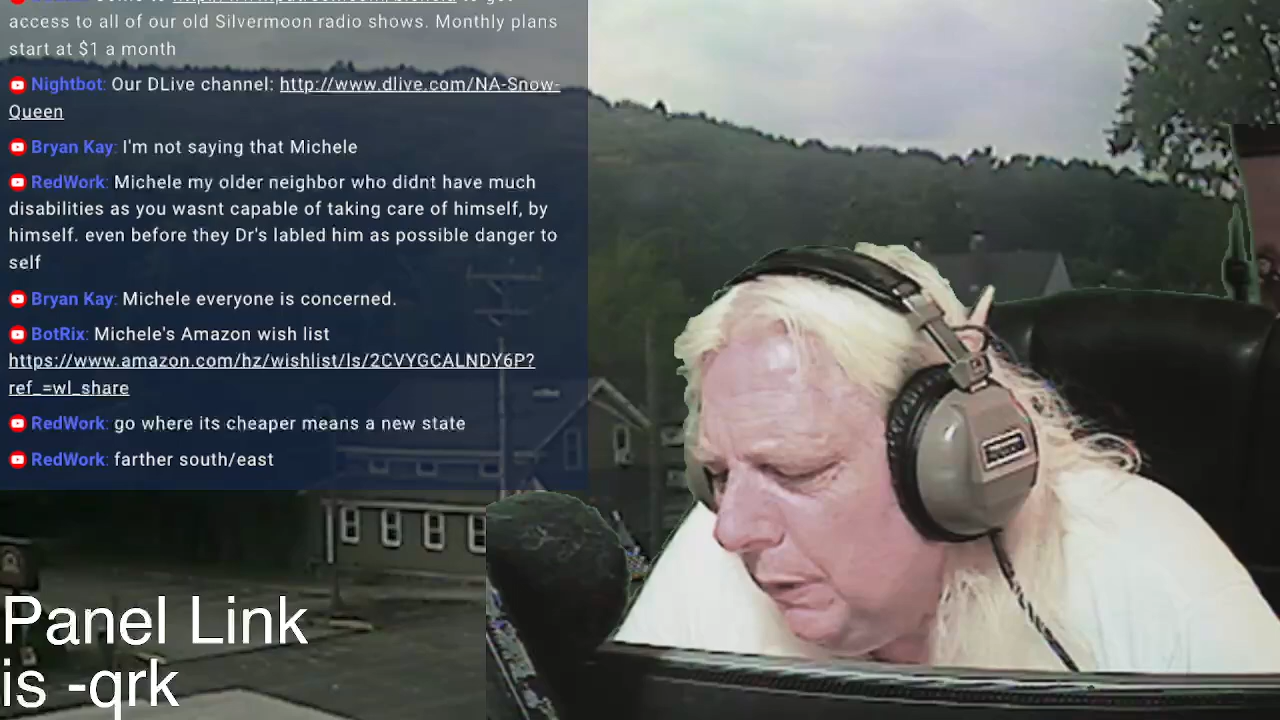 access to all of our old Silvermoon radio shows. Monthly plans
start at $1 a month
Nightbot: Our DLive channel: http://www.dlive.com/NA-Snow-
Queen
Bryan Kay: I'm not saying that Michele
RedWork: Michele my older neighbor who didnt have much
disabilities as you wasnt capable of taking care of himself, by
himself. even before they Dr's labled him as possible danger to
self
Bryan Kay: Michele everyone is concerned.
BotRix: Michele's Amazon wish list
https://www.amazon.com/hz/wishlist/ls/2CVYGCALNDY6P?
ref_=wl_share
RedWork: go where its cheaper means a new state
RedWork: farther south/east
Panel Link
is -qrk